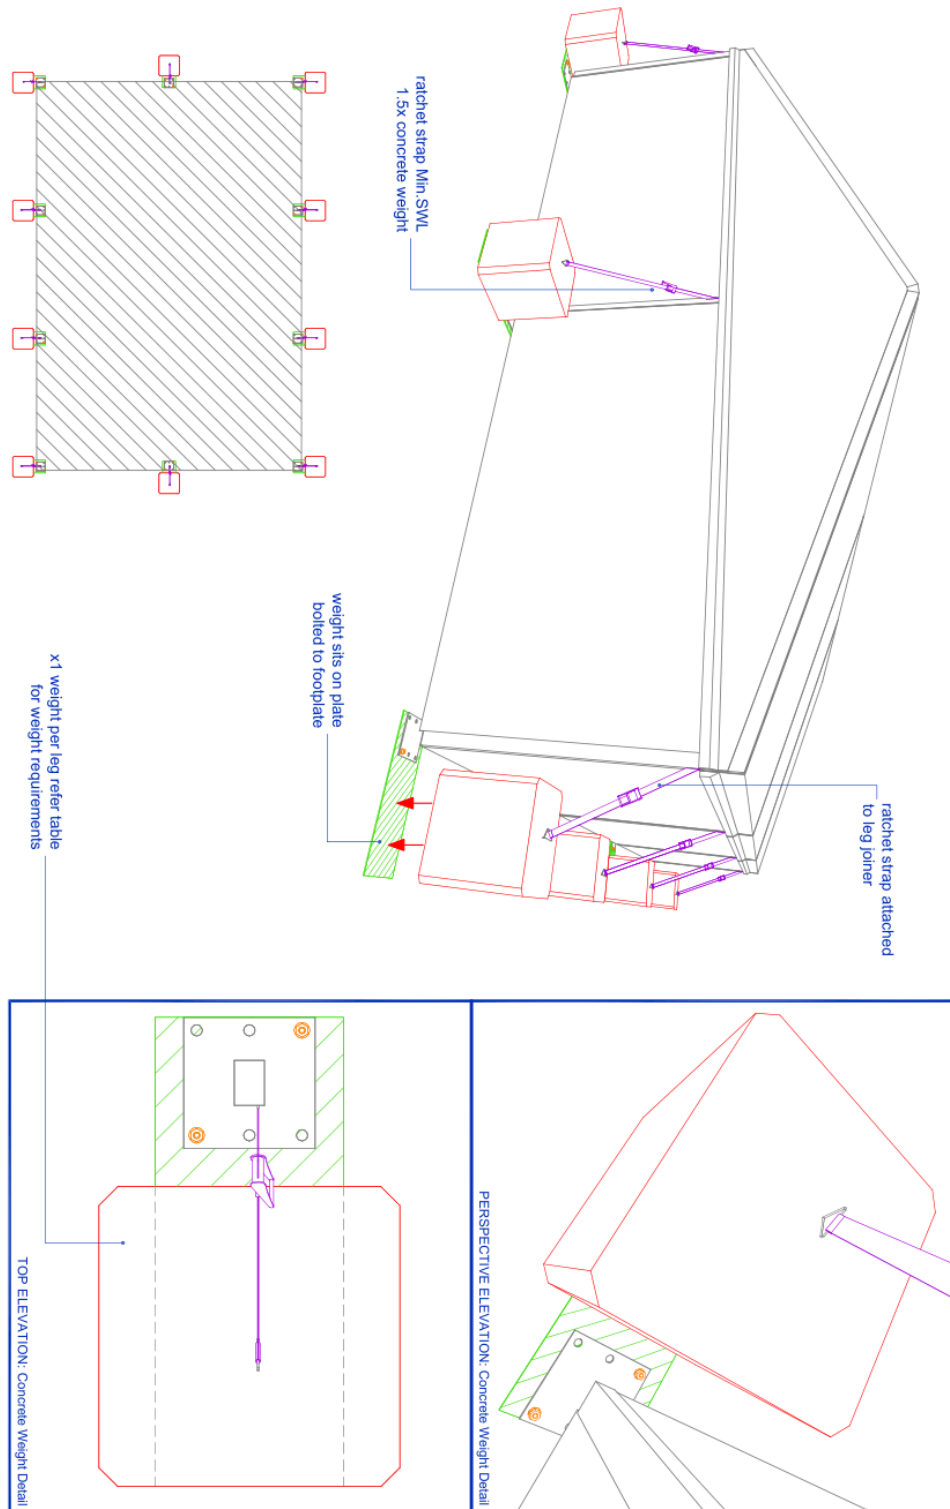 ratchet strap Min.SWL
1.5x concrete weight
ratchet strap attached
to leg joiner
weight sits on plate
bolted to footplate
x1 weight per leg refer table
for weight requirements
PERSPECTIVE ELEVATION: Concrete Weight Detail
TOP ELEVATION: Concrete Weight Detail